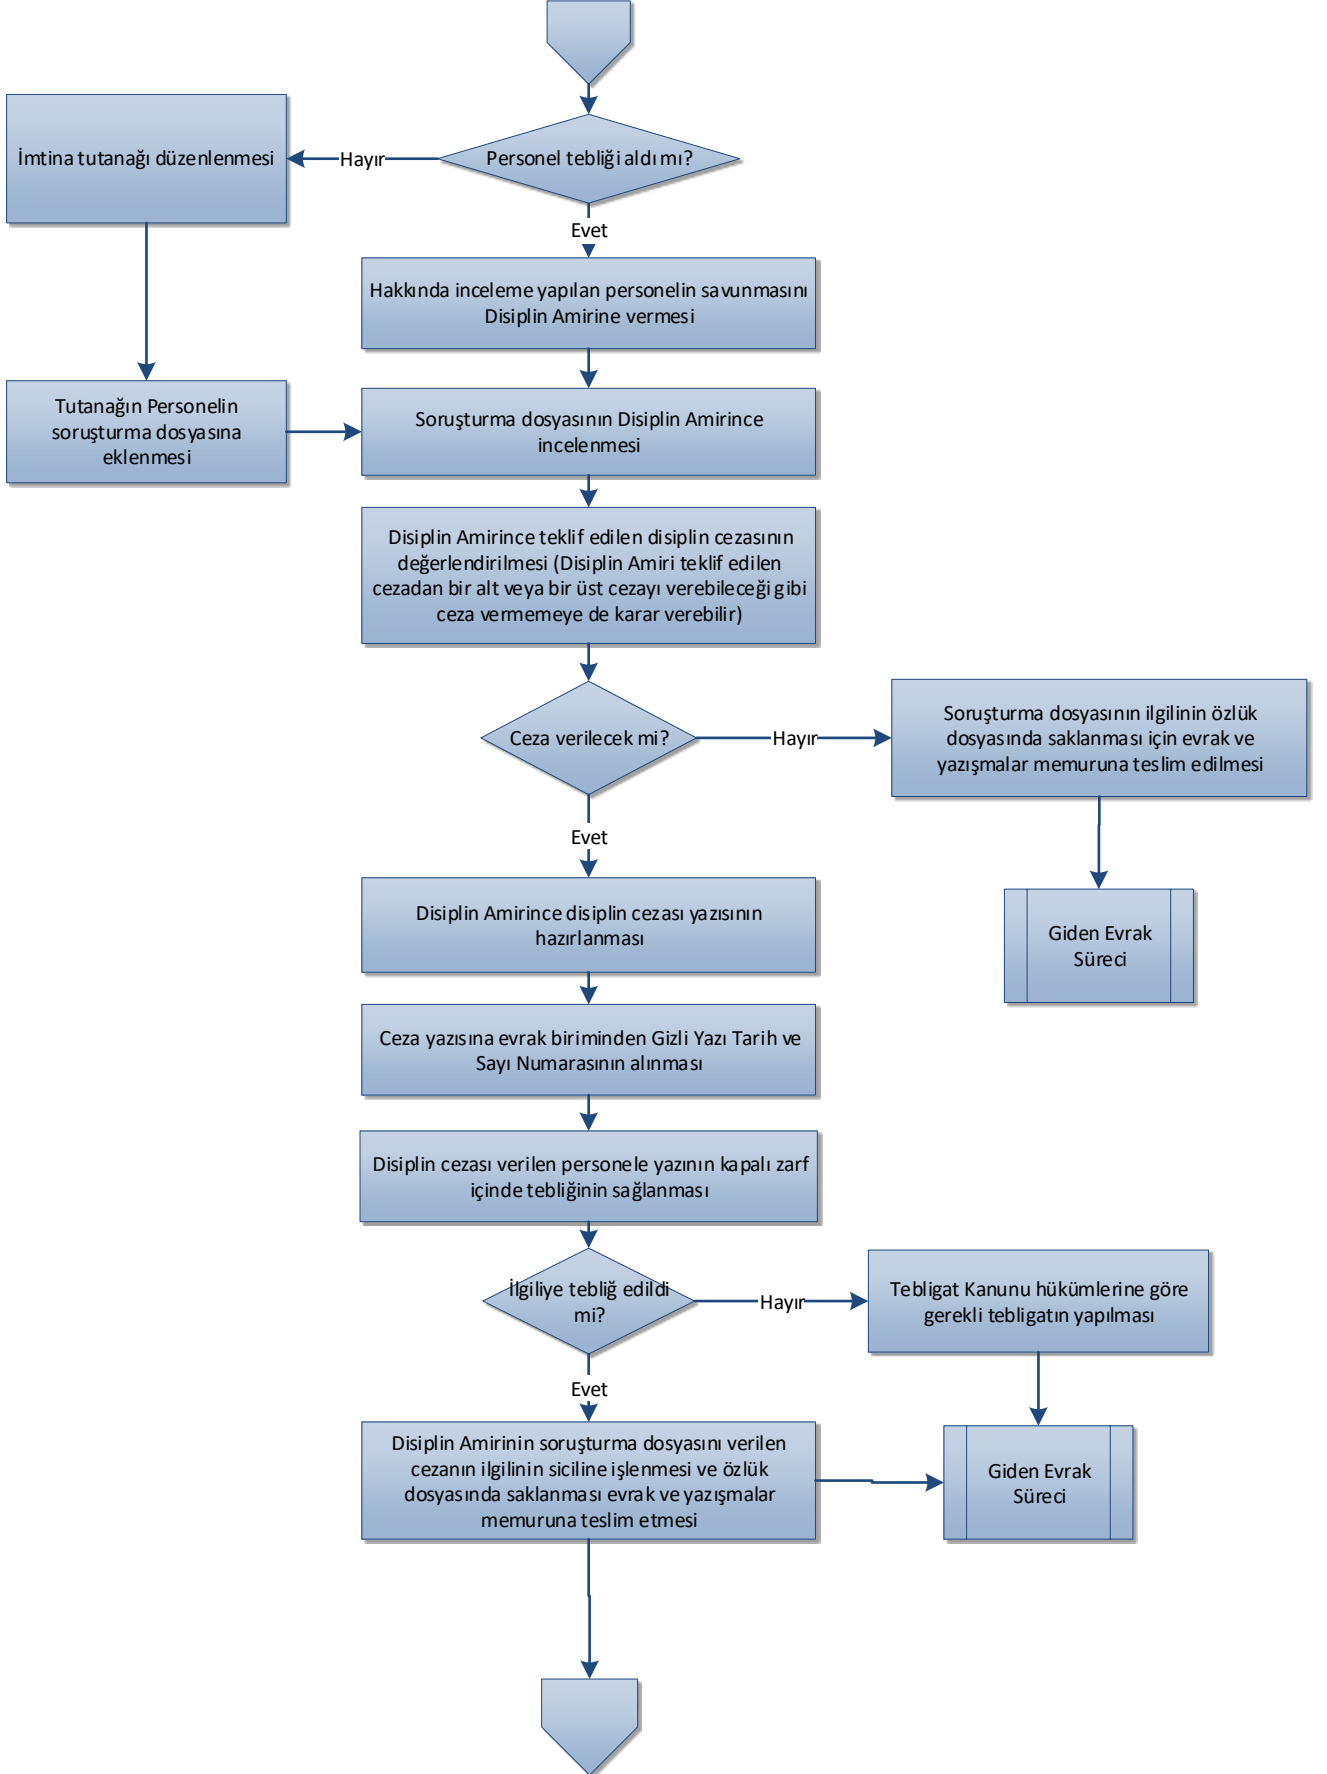 Personel tebliği aldı mı?
Hayır
İmtina tutanağı düzenlenmesi
Evet
Hakkında inceleme yapılan personelin savunmasını
Disiplin Amirine vermesi
Tutanağın Personelin
soruşturma dosyasına
eklenmesi
Soruşturma dosyasının Disiplin Amirince
incelenmesi
Disiplin Amirince teklif edilen disiplin cezasının
değerlendirilmesi (Disiplin Amiri teklif edilen
cezadan bir alt veya bir üst cezayı verebileceği gibi
ceza vermemeye de karar verebilir)
Ceza verilecek mi?
Hayır
Soruşturma dosyasının ilgilinin özlük
dosyasında saklanması için evrak ve
yazışmalar memuruna teslim edilmesi
Giden Evrak
Süreci
Evet
Disiplin Amirince disiplin cezası yazısının
hazırlanması
Ceza yazısına evrak biriminden Gizli Yazı Tarih ve
Sayı Numarasının alınması
Disiplin cezası verilen personele yazının kapalı zarf
içinde tebliğinin sağlanması
İlgiliye tebliğ edildi
mi?
Hayır
Tebligat Kanunu hükümlerine göre
gerekli tebligatın yapılması
Evet
Disiplin Amirinin soruşturma dosyasını verilen
cezanın ilgilinin siciline işlenmesi ve özlük
dosyasında saklanması evrak ve yazışmalar
memuruna teslim etmesi
Giden Evrak
Süreci